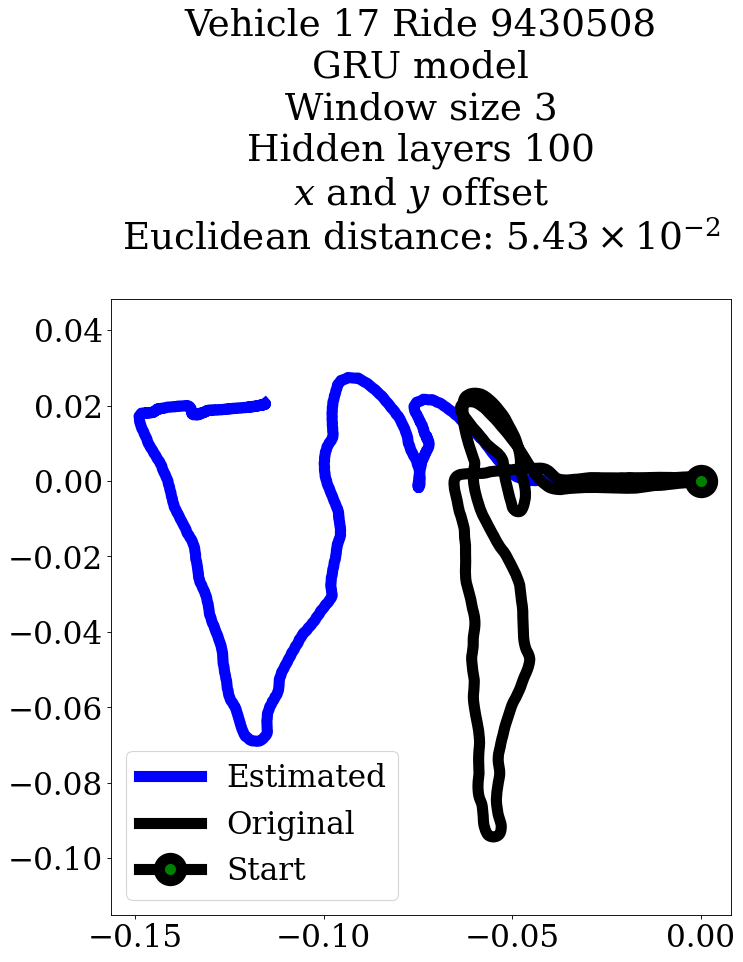 Vehicle 17 Ride 9430508
GRU model
Window size 3
Hidden layers 100
x and y offset
Euclidean distance: 5.43 × 10⁻²
0.04
0.02
0.00
−0.02
−0.04
−0.06
−0.08
−0.10
Estimated
Original
Start
−0.15 −0.10 −0.05 0.00